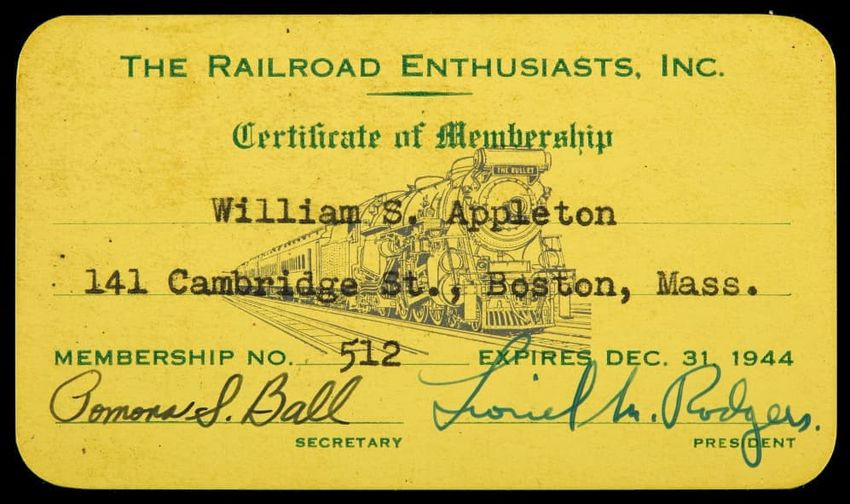 THE RAILROAD ENTHUSIASTS, INC.
Certificate of Membership
THE BULLET
William S. Appleton
141 Cambridge St., Boston, Mass.
MEMBERSHIP NO. 512 EXPIRES DEC. 31, 1944
Pomona S. Ball Lionel M. Rodgers.
SECRETARY PRESIDENT